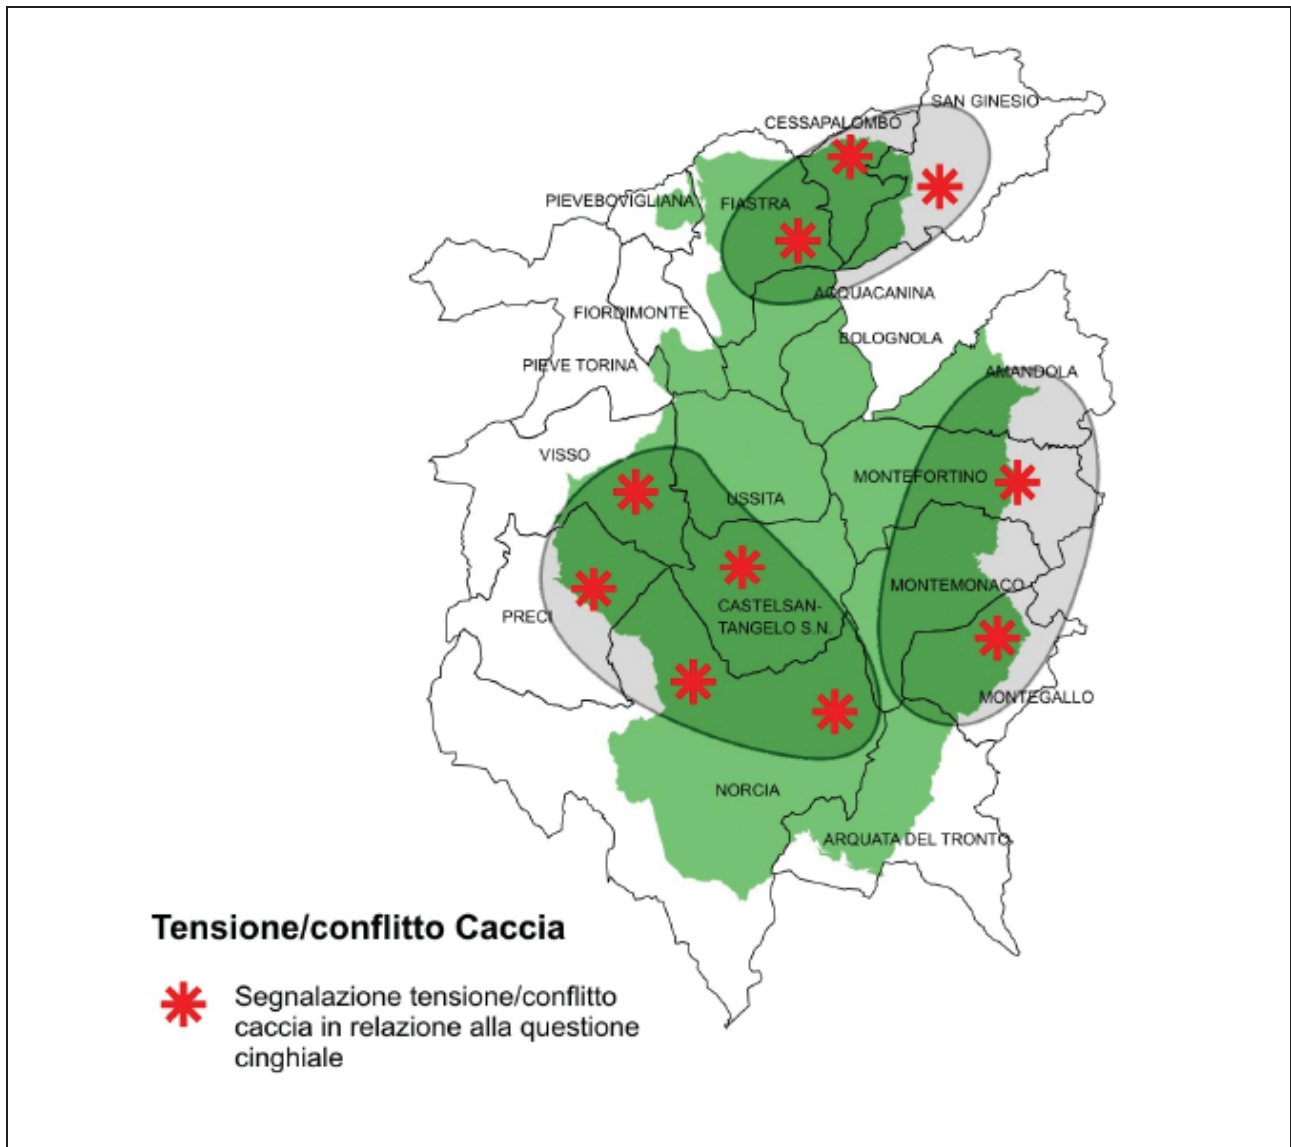 SAN GINESIO
CESSAPALOMBO
PIEVEBOVIGLIANA
FIASTRA
ACQUACANINA
FIORDIMONTE
BOLOGNOLA
PIEVE TORINA
AMANDOLA
VISSO
MONTEFORTINO
USSITA
MONTEMONACO
PRECI
CASTELSAN-
TANGELO S.N.
MONTEGALLO
NORCIA
ARQUATA DEL TRONTO
Tensione/conflitto Caccia
Segnalazione tensione/conflitto
caccia in relazione alla questione
cinghiale